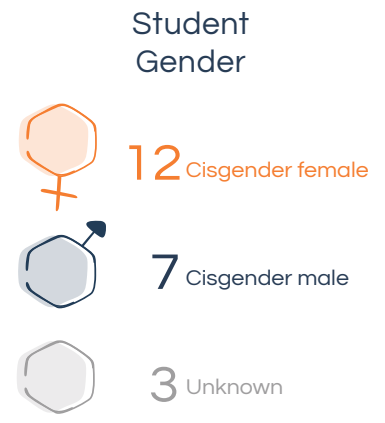 Student
Gender
12 Cisgender female
7 Cisgender male
3 Unknown